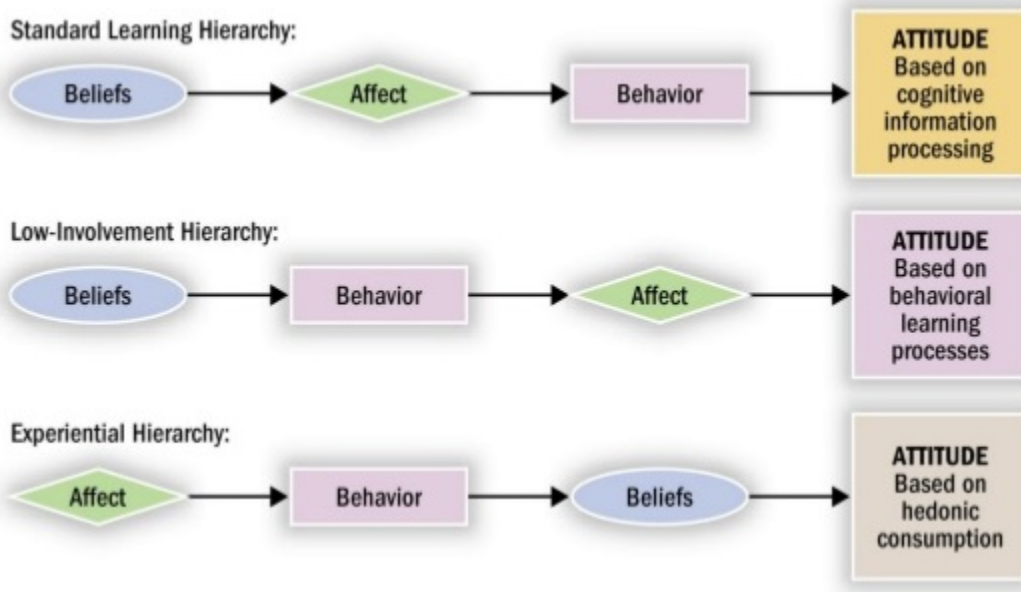 Standard Learning Hierarchy:
Beliefs
Affect
Behavior
ATTITUDE
Based on
cognitive
information
processing
Low-Involvement Hierarchy:
Beliefs
Behavior
Affect
ATTITUDE
Based on
behavioral
learning
processes
Experiential Hierarchy:
Affect
Behavior
Beliefs
ATTITUDE
Based on
hedonic
consumption